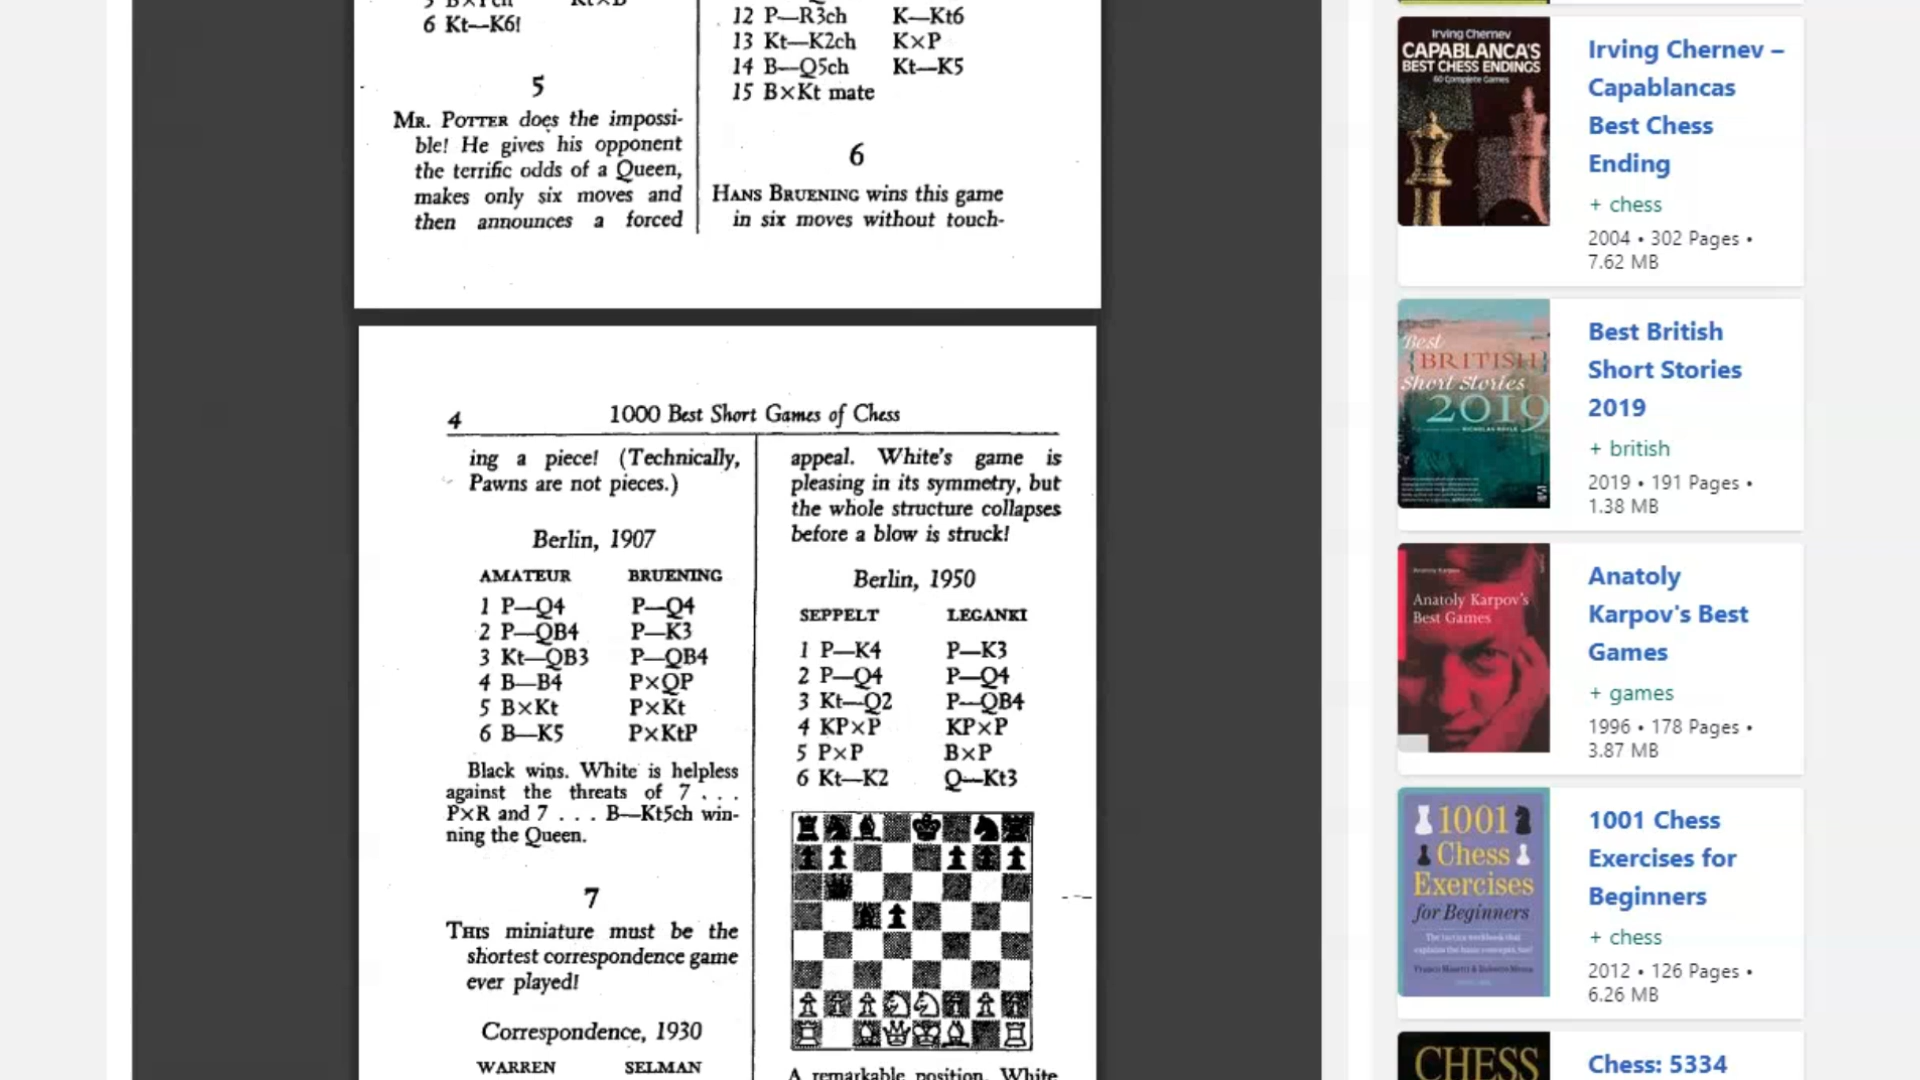 6 Kt—K6!
5
MR. POTTER does the impossi-
ble! He gives his opponent
the terrific odds of a Queen,
makes only six moves and
then announces a forced
12 P—R3ch K—Kt6
13 Kt—K2ch K×P
14 B—Q5ch Kt—K5
15 B×Kt mate
6
HANS BRUENING wins this game
in six moves without touch-
4 1000 Best Short Games of Chess
ing a piece! (Technically,
Pawns are not pieces.)
Berlin, 1907
AMATEUR BRUENING
1 P—Q4 P—Q4
2 P—QB4 P—K3
3 Kt—QB3 P—QB4
4 B—B4 P×QP
5 B×Kt P×Kt
6 B—K5 P×KtP
Black wins. White is helpless
against the threats of 7 . . .
P×R and 7 . . . B—Kt5ch win-
ning the Queen.
7
THIS miniature must be the
shortest correspondence game
ever played!
Correspondence, 1930
WARREN SELMAN
appeal. White's game is
pleasing in its symmetry, but
the whole structure collapses
before a blow is struck!
Berlin, 1950
SEPPELT LEGANKI
1 P—K4 P—K3
2 P—Q4 P—Q4
3 Kt—Q2 P—QB4
4 KP×P KP×P
5 P×P B×P
6 Kt—K2 Q—Kt3
A remarkable position. White
Irving Chernev
CAPABLANCA'S
BEST CHESS ENDINGS
60 Complete Games
Irving Chernev –
Capablancas
Best Chess
Ending
+ chess
2004 • 302 Pages •
7.62 MB
Best
{BRITISH}
Short Stories
2019
Best British
Short Stories
2019
+ british
2019 • 191 Pages •
1.38 MB
Anatoly Karpov's
Best Games
Anatoly
Karpov's Best
Games
+ games
1996 • 178 Pages •
3.87 MB
1001
Chess
Exercises
for Beginners
1001 Chess
Exercises for
Beginners
+ chess
2012 • 126 Pages •
6.26 MB
CHESS
Chess: 5334